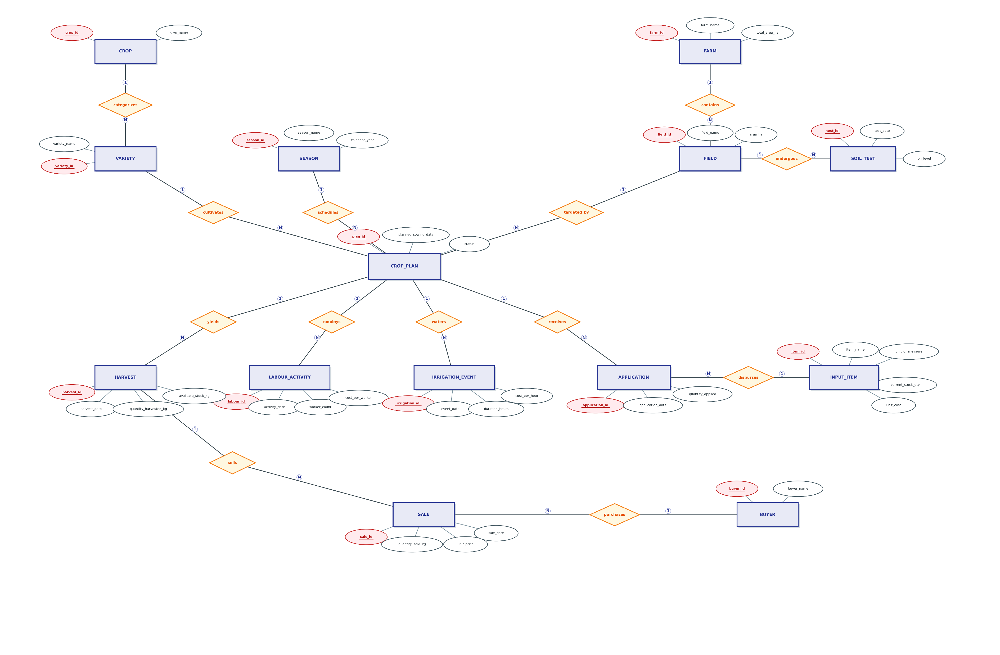 farm_name
crop_id
crop_name
farm_id
total_area_ha
CROP
FARM
1
1
categorizes
contains
N
N
test_id
test_date
season_name
field_name
field_id
area_ha
season_id
calendar_year
variety_name
VARIETY
SEASON
FIELD
1
undergoes
N
SOIL_TEST
ph_level
variety_id
1
1
1
cultivates
schedules
targeted_by
N
N
N
planned_sowing_date
plan_id
status
CROP_PLAN
1
1
1
1
yields
employs
waters
receives
N
N
N
N
item_name
item_id
unit_of_measure
HARVEST
LABOUR_ACTIVITY
IRRIGATION_EVENT
APPLICATION
N
disburses
1
INPUT_ITEM
current_stock_qty
harvest_id
available_stock_kg
cost_per_worker
cost_per_hour
quantity_applied
labour_id
irrigation_id
application_id
application_date
unit_cost
harvest_date
quantity_harvested_kg
activity_date
worker_count
event_date
duration_hours
1
sells
N
buyer_id
buyer_name
SALE
N
purchases
1
BUYER
sale_date
sale_id
quantity_sold_kg
unit_price